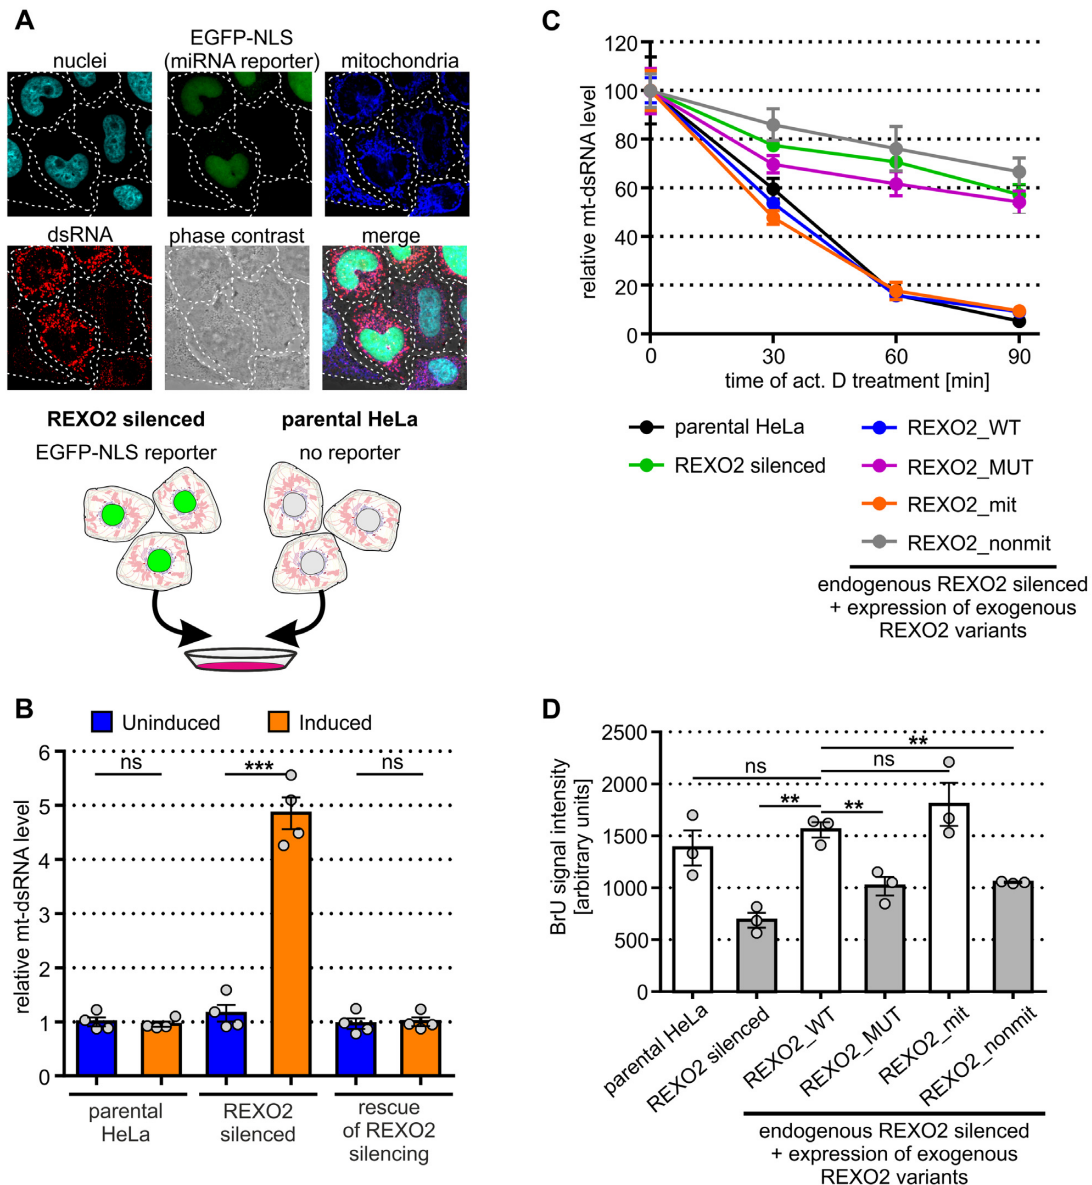 A
EGFP-NLS
nuclei (miRNA reporter) mitochondria
dsRNA phase contrast merge
REXO2 silenced parental HeLa
EGFP-NLS reporter no reporter
B
Uninduced Induced
relative mt-dsRNA level
6
5
4
3
2
1
0
ns *** ns
parental
HeLa
REXO2
silenced
rescue
of REXO2
silencing
C
relative mt-dsRNA level
120
100
80
60
40
20
0
0 30 60 90
time of act. D treatment [min]
parental HeLa
REXO2 silenced
REXO2_WT
REXO2_MUT
REXO2_mit
REXO2_nonmit
endogenous REXO2 silenced
+ expression of exogenous
REXO2 variants
D
BrU signal intensity
[arbitrary units]
2500
2000
1500
1000
500
0
**
ns ns
** **
parental HeLa
REXO2 silenced
REXO2_WT
REXO2_MUT
REXO2_mit
REXO2_nonmit
endogenous REXO2 silenced
+ expression of exogenous
REXO2 variants